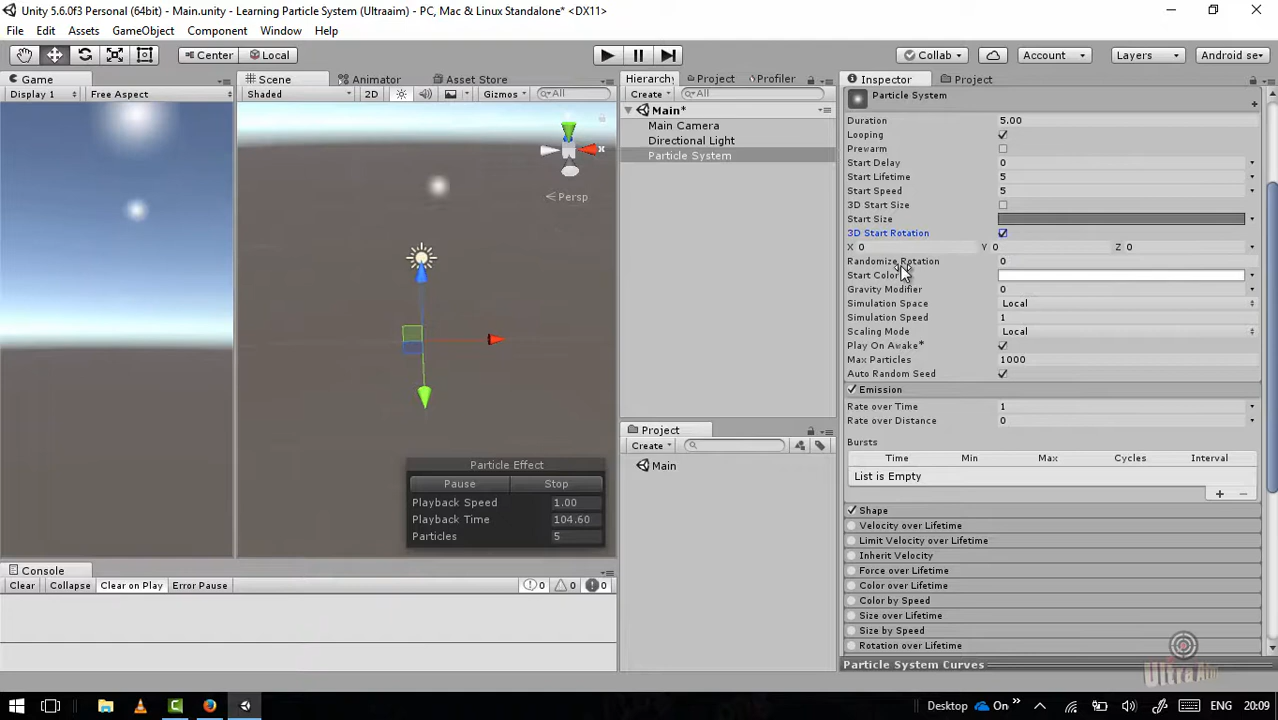 Unity 5.6.0f3 Personal (64bit) - Main.unity - Learning Particle System (Ultraaim) - PC, Mac & Linux Standalone* <DX11>
File Edit Assets GameObject Component Window Help
Center Local Collab Account Layers Android se
Game Scene Animator Asset Store Hierarchy Project Profiler Inspector Project
Display 1 Free Aspect Shaded 2D Gizmos All Create All
Particle System
Main*
Main Camera
Directional Light
Particle System
x
Persp
Duration 5.00
Looping
Prewarm
Start Delay 0
Start Lifetime 5
Start Speed 5
3D Start Size
Start Size
3D Start Rotation
X 0 Y 0 Z 0
Randomize Rotation 0
Start Color
Gravity Modifier 0
Simulation Space Local
Simulation Speed 1
Scaling Mode Local
Play On Awake*
Max Particles 1000
Auto Random Seed
Emission
Rate over Time 1
Rate over Distance 0
Bursts
Time Min Max Cycles Interval
List is Empty
+ −
Shape
Velocity over Lifetime
Limit Velocity over Lifetime
Inherit Velocity
Force over Lifetime
Color over Lifetime
Color by Speed
Size over Lifetime
Size by Speed
Rotation over Lifetime
Particle System Curves
Particle Effect
Pause Stop
Playback Speed 1.00
Playback Time 104.60
Particles 5
Project
Create
Main
Console
Clear Collapse Clear on Play Error Pause 0 0 0
Ultra Aim
Desktop On ENG 20:09